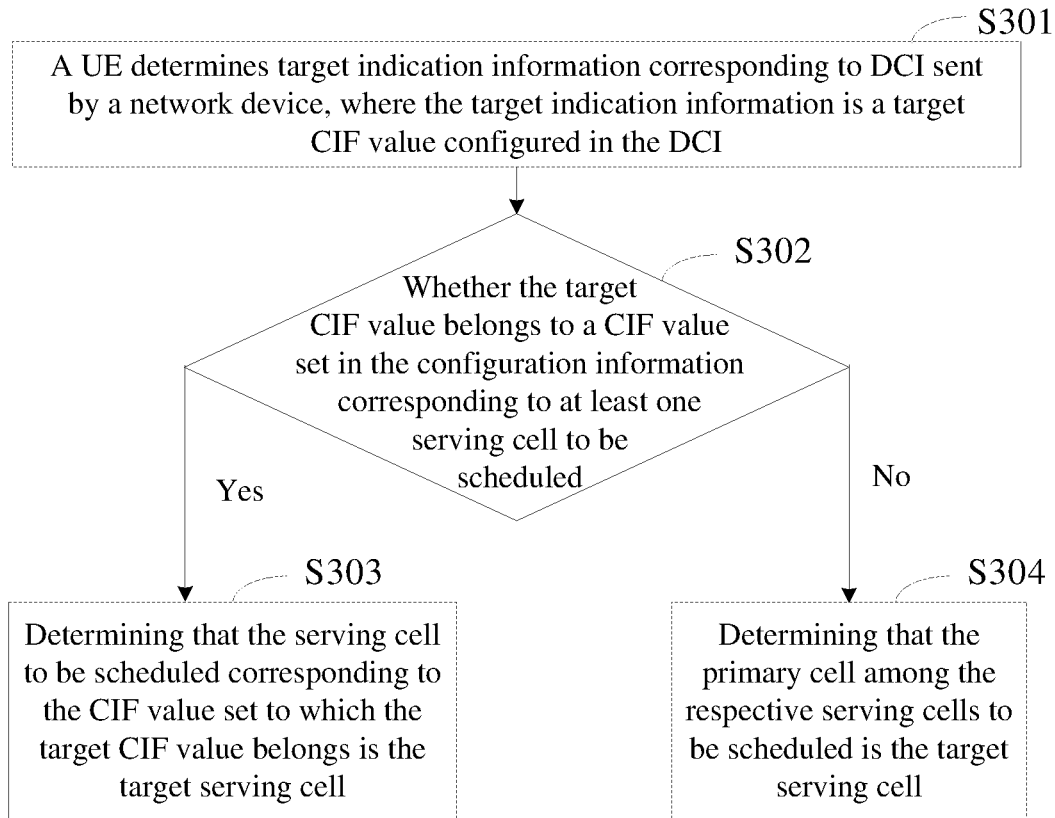 S301
A UE determines target indication information corresponding to DCI sent
by a network device, where the target indication information is a target
CIF value configured in the DCI
S302
Whether the target
CIF value belongs to a CIF value
set in the configuration information
corresponding to at least one
serving cell to be
scheduled
Yes
No
S303
Determining that the serving cell
to be scheduled corresponding to
the CIF value set to which the
target CIF value belongs is the
target serving cell
S304
Determining that the
primary cell among the
respective serving cells to
be scheduled is the target
serving cell